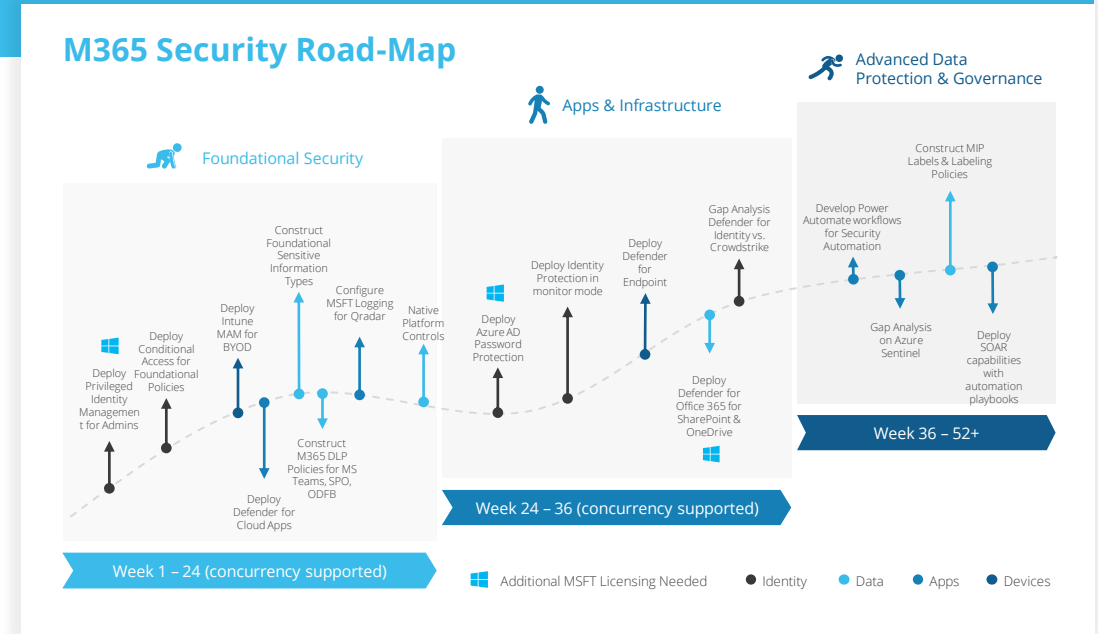 M365 Security Road-Map
Foundational Security
Deploy
Privileged
Identity
Managemen
t for Admins
Deploy
Conditional
Access for
Foundational
Policies
Deploy
Intune
MAM for
BYOD
Deploy
Defender for
Cloud Apps
Construct
Foundational
Sensitive
Information
Types
Construct
M365 DLP
Policies for MS
Teams, SPO,
ODFB
Configure
MSFT Logging
for Qradar
Native
Platform
Controls
Week 1 – 24 (concurrency supported)
Apps & Infrastructure
Deploy
Azure AD
Password
Protection
Deploy Identity
Protection in
monitor mode
Deploy
Defender
for
Endpoint
Deploy
Defender for
Office 365 for
SharePoint &
OneDrive
Gap Analysis
Defender for
Identity vs.
Crowdstrike
Week 24 – 36 (concurrency supported)
Advanced Data
Protection & Governance
Develop Power
Automate workflows
for Security
Automation
Gap Analysis
on Azure
Sentinel
Construct MIP
Labels & Labeling
Policies
Deploy
SOAR
capabilities
with
automation
playbooks
Week 36 – 52+
Additional MSFT Licensing Needed
Identity
Data
Apps
Devices